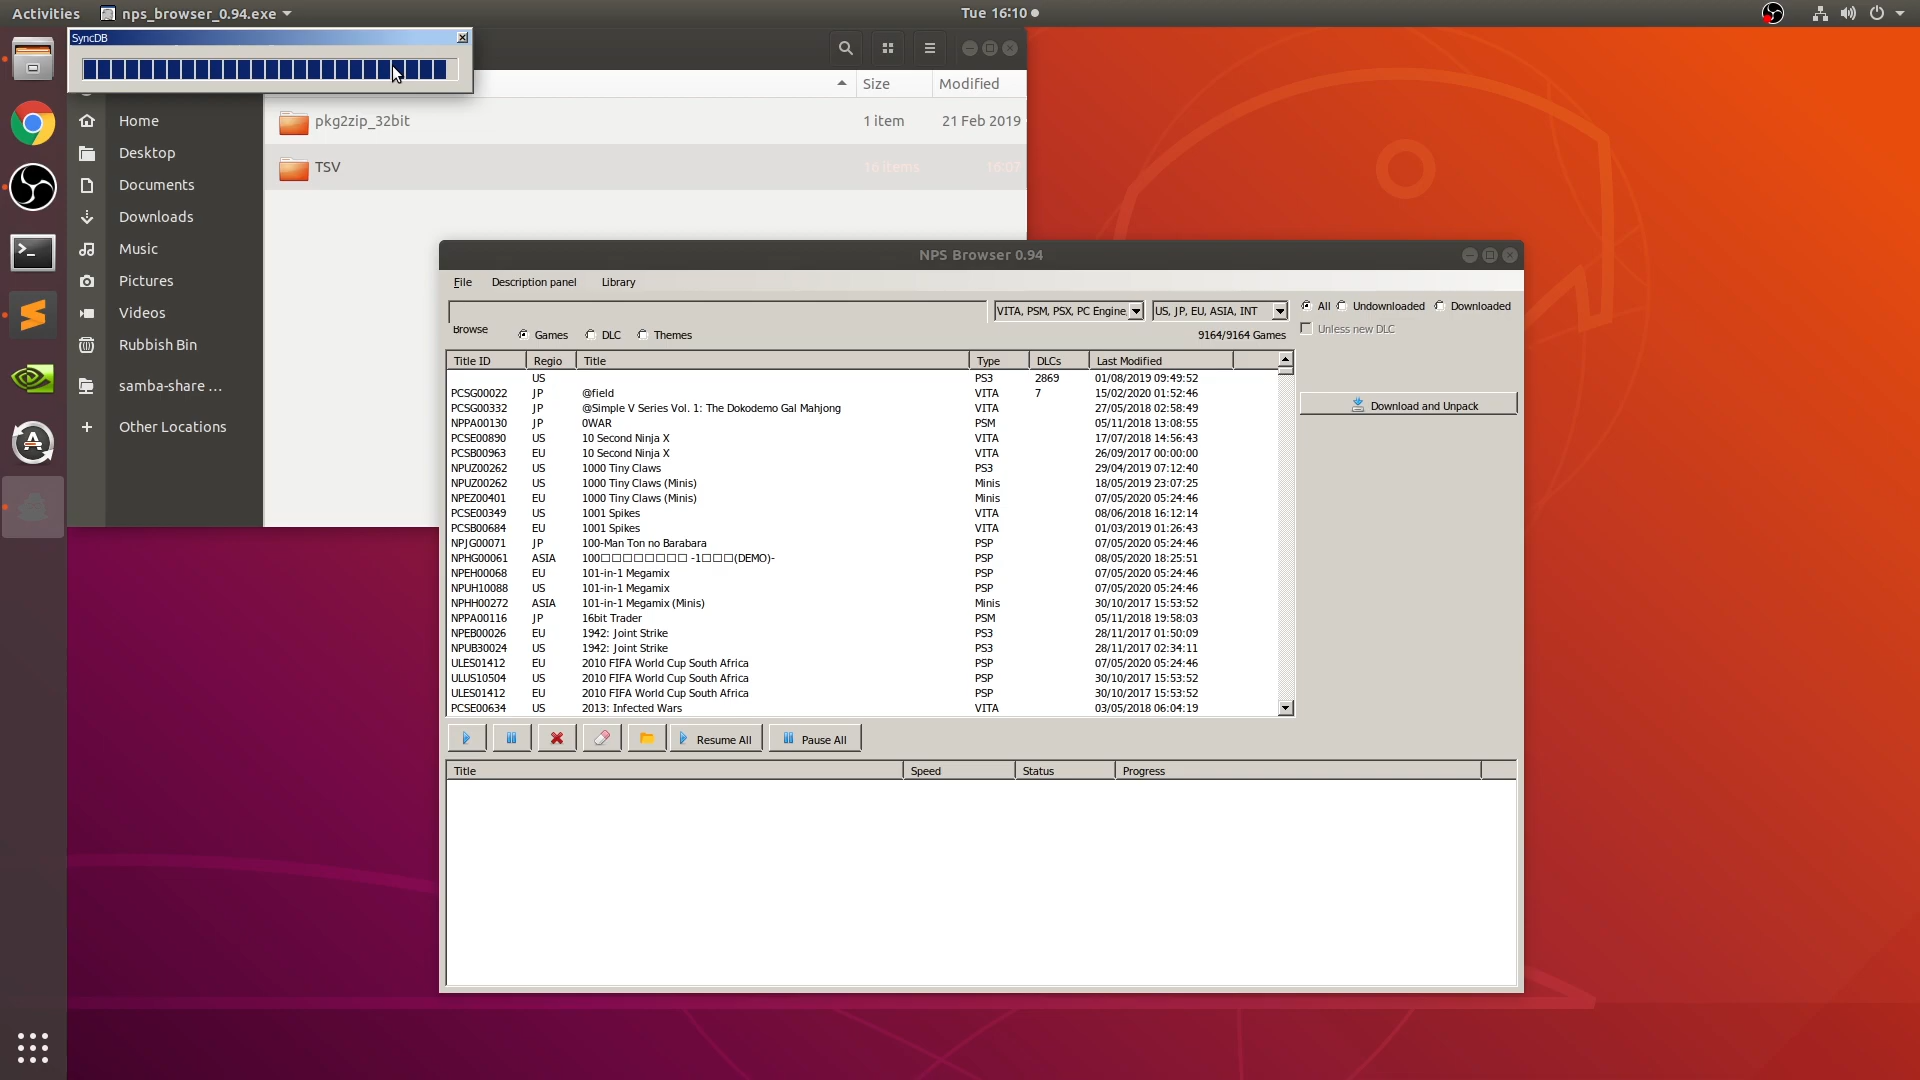 Activities nps_browser_0.94.exe Tue 16:10
SyncDB
Size Modified
pkg2zip_32bit 1 item 21 Feb 2019
TSV 16 items 16:07
Home
Desktop
Documents
Downloads
Music
Pictures
Videos
Rubbish Bin
samba-share ...
Other Locations
NPS Browser 0.94
File Description panel Library
VITA, PSM, PSX, PC Engine, US, JP, EU, ASIA, INT All Undownloaded Downloaded
Browse Games DLC Themes 9164/9164 Games Unless new DLC
Title ID Regio Title Type DLCs Last Modified
US PS3 2869 01/08/2019 09:49:52
PCSG00022 JP @field VITA 7 15/02/2020 01:52:46
PCSG00332 JP @Simple V Series Vol. 1: The Dokodemo Gal Mahjong VITA 27/05/2018 02:58:49
NPPA00130 JP 0WAR PSM 05/11/2018 13:08:55
PCSE00890 US 10 Second Ninja X VITA 17/07/2018 14:56:43
PCSB00963 EU 10 Second Ninja X VITA 26/09/2017 00:00:00
NPUZ00262 US 1000 Tiny Claws PS3 29/04/2019 07:12:40
NPUZ00262 US 1000 Tiny Claws (Minis) Minis 18/05/2019 23:07:25
NPEZ00401 EU 1000 Tiny Claws (Minis) Minis 07/05/2020 05:24:46
PCSE00349 US 1001 Spikes VITA 08/06/2018 16:12:14
PCSB00684 EU 1001 Spikes VITA 01/03/2019 01:26:43
NPJG00071 JP 100-Man Ton no Barabara PSP 07/05/2020 05:24:46
NPHG00061 ASIA 100□□□□□□□□ -1□□□(DEMO)- PSP 08/05/2020 18:25:51
NPEH00068 EU 101-in-1 Megamix PSP 07/05/2020 05:24:46
NPUH10088 US 101-in-1 Megamix PSP 07/05/2020 05:24:46
NPHH00272 ASIA 101-in-1 Megamix (Minis) Minis 30/10/2017 15:53:52
NPPA00116 JP 16bit Trader PSM 05/11/2018 19:58:03
NPEB00026 EU 1942: Joint Strike PS3 28/11/2017 01:50:09
NPUB30024 US 1942: Joint Strike PS3 28/11/2017 02:34:11
ULES01412 EU 2010 FIFA World Cup South Africa PSP 07/05/2020 05:24:46
ULUS10504 US 2010 FIFA World Cup South Africa PSP 30/10/2017 15:53:52
ULES01412 EU 2010 FIFA World Cup South Africa PSP 30/10/2017 15:53:52
PCSE00634 US 2013: Infected Wars VITA 03/05/2018 06:04:19
Download and Unpack
Resume All Pause All
Title Speed Status Progress